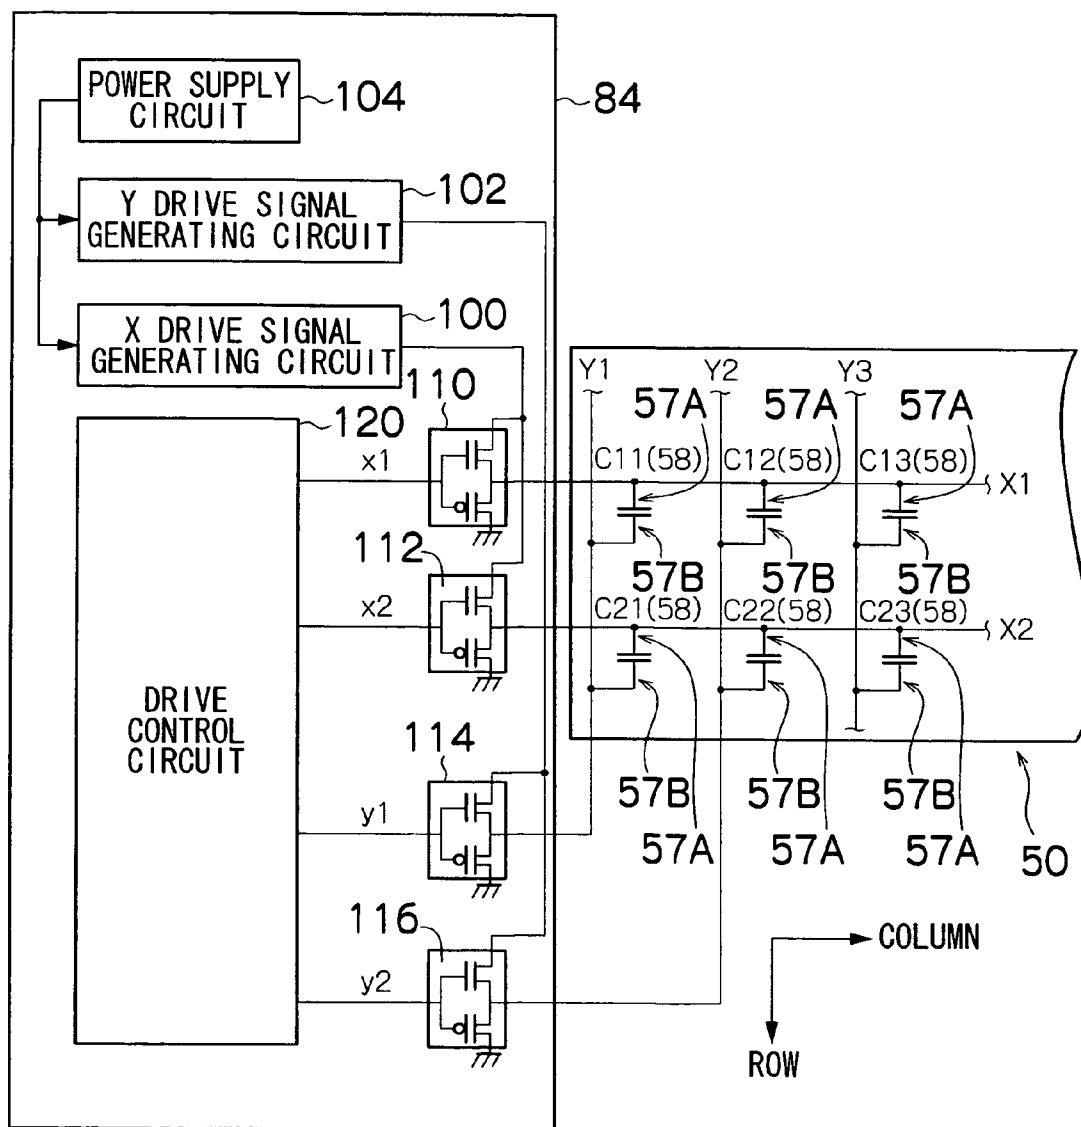 POWER SUPPLY
CIRCUIT
104
84
102
Y DRIVE SIGNAL
GENERATING CIRCUIT
100
X DRIVE SIGNAL
GENERATING CIRCUIT
110
120
x1
Y1 Y2 Y3
57A 57A 57A
C11(58) C12(58) C13(58)
X1
112
57B 57B 57B
x2
C21(58) C22(58) C23(58)
X2
DRIVE
CONTROL
CIRCUIT
114
y1
57B 57B 57B
57A 57A 57A
50
116
y2
COLUMN
ROW